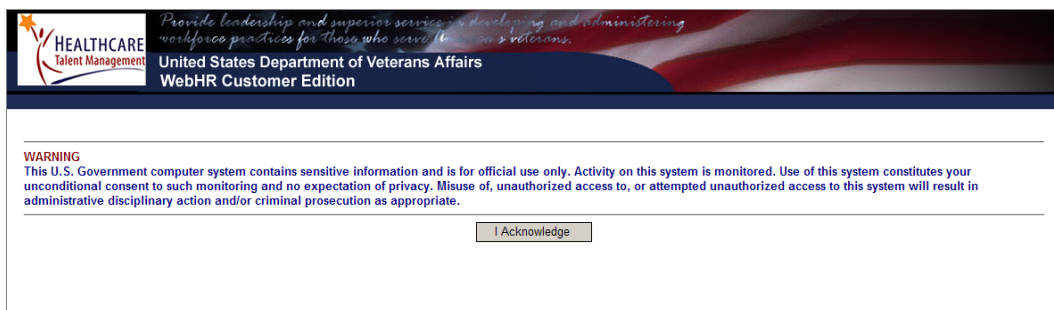 Provide leadership and superior service in developing and administering
workforce practices for those who serve America's veterans.
HEALTHCARE
Talent Management
United States Department of Veterans Affairs
WebHR Customer Edition
WARNING
This U.S. Government computer system contains sensitive information and is for official use only. Activity on this system is monitored. Use of this system constitutes your
unconditional consent to such monitoring and no expectation of privacy. Misuse of, unauthorized access to, or attempted unauthorized access to this system will result in
administrative disciplinary action and/or criminal prosecution as appropriate.
I Acknowledge